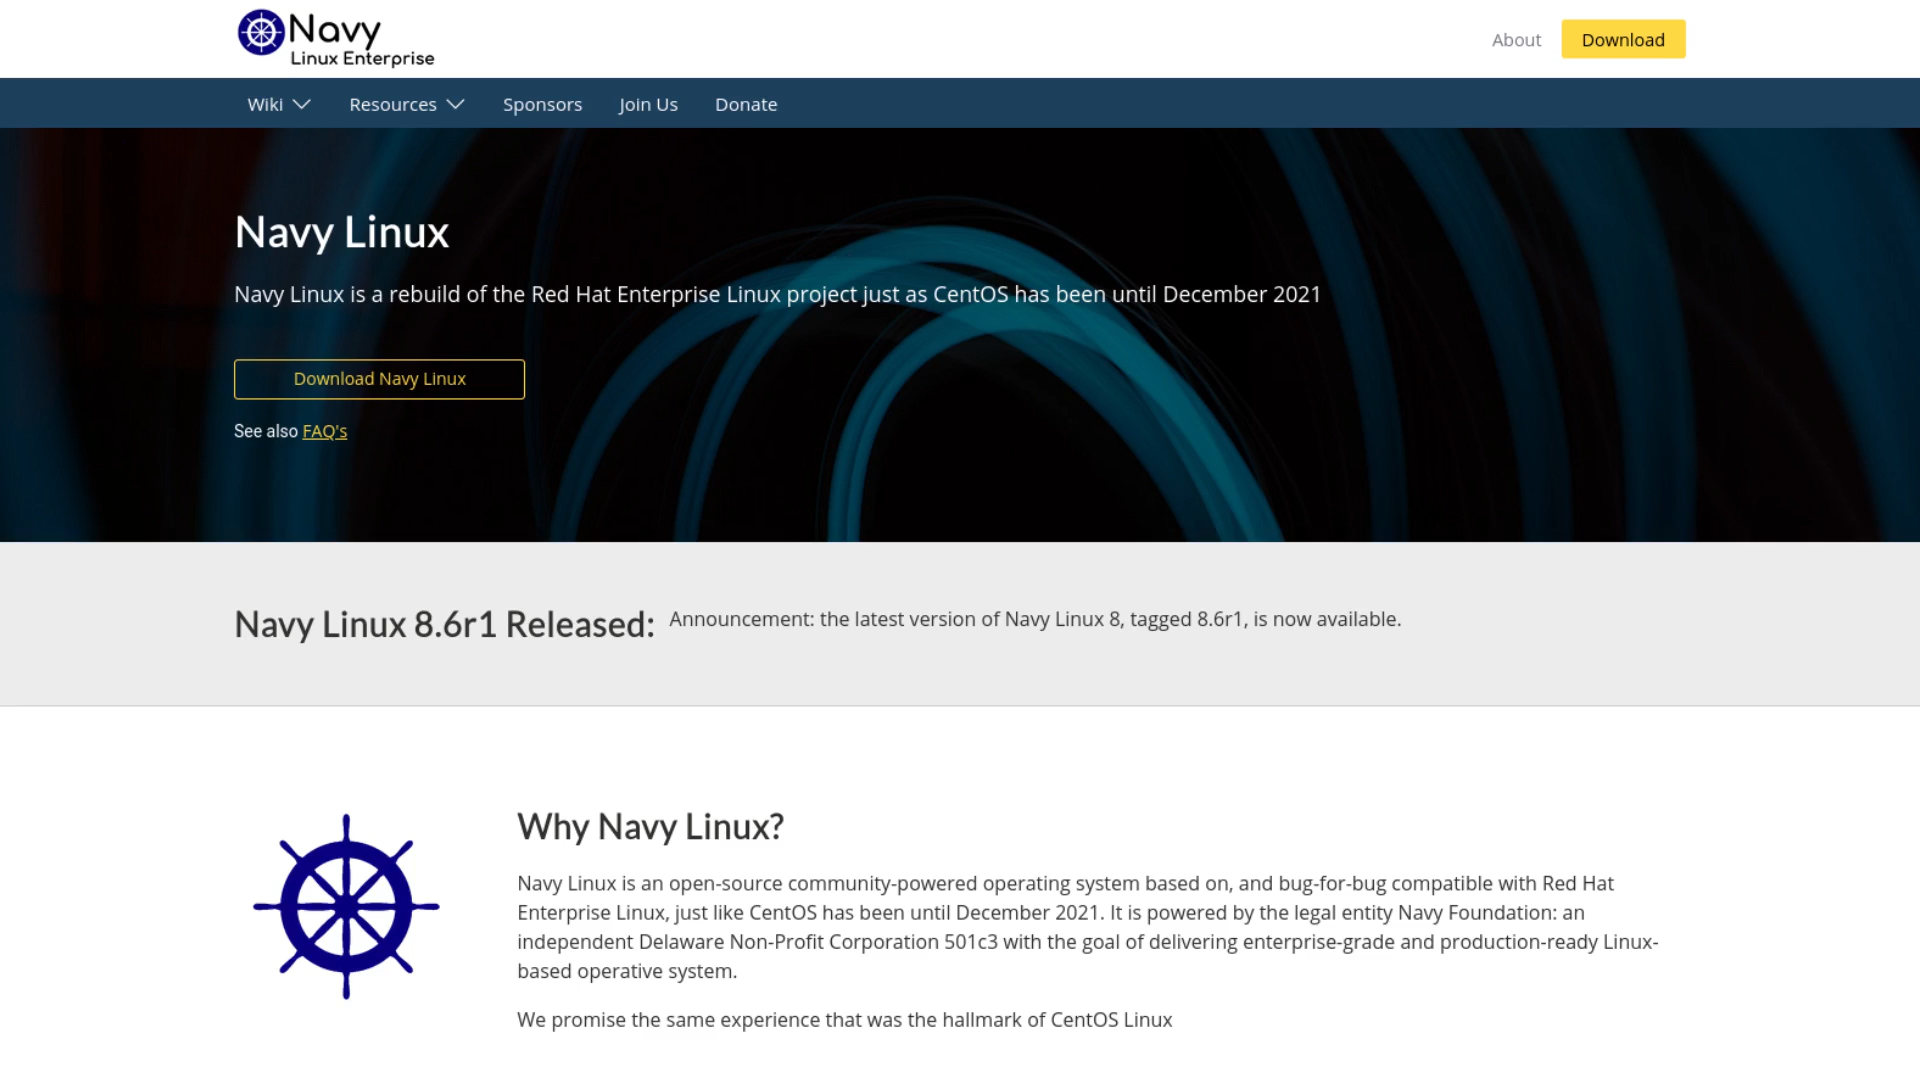 Navy
Linux Enterprise
About
Download
Wiki
Resources
Sponsors
Join Us
Donate
Navy Linux
Navy Linux is a rebuild of the Red Hat Enterprise Linux project just as CentOS has been until December 2021
Download Navy Linux
See also FAQ's
Navy Linux 8.6r1 Released:
Announcement: the latest version of Navy Linux 8, tagged 8.6r1, is now available.
Why Navy Linux?
Navy Linux is an open-source community-powered operating system based on, and bug-for-bug compatible with Red Hat
Enterprise Linux, just like CentOS has been until December 2021. It is powered by the legal entity Navy Foundation: an
independent Delaware Non-Profit Corporation 501c3 with the goal of delivering enterprise-grade and production-ready Linux-
based operative system.
We promise the same experience that was the hallmark of CentOS Linux